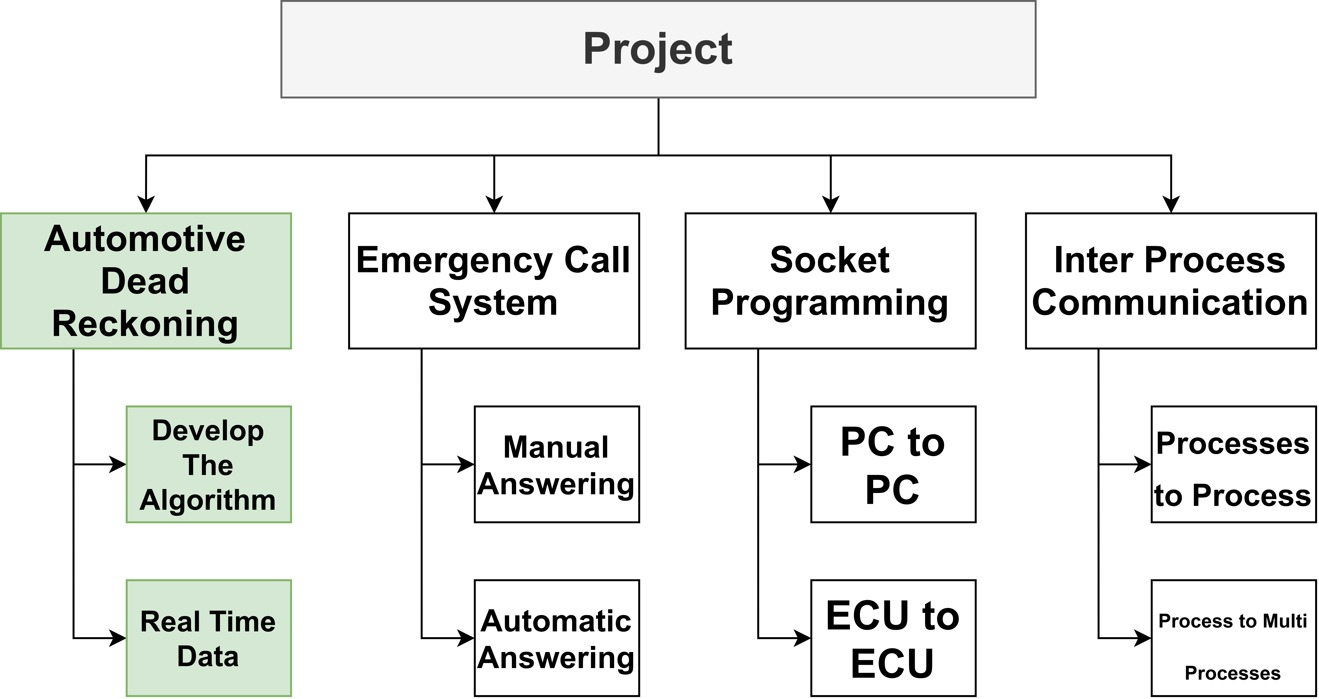 Project
Automotive
Dead
Reckoning
Emergency Call
System
Socket
Programming
Inter Process
Communication
Develop
The
Algorithm
Manual
Answering
PC to
PC
Processes
to Process
Real Time
Data
Automatic
Answering
ECU to
ECU
Process to Multi
Processes